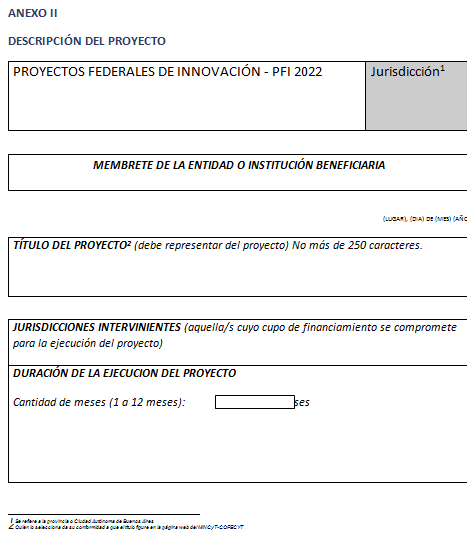 ANEXO II
DESCRIPCIÓN DEL PROYECTO
PROYECTOS FEDERALES DE INNOVACIÓN - PFI 2022
Jurisdicción¹
MEMBRETE DE LA ENTIDAD O INSTITUCIÓN BENEFICIARIA
(LUGAR), (DIA) DE (MES) (AÑO
TÍTULO DEL PROYECTO² (debe representar del proyecto) No más de 250 caracteres.
JURISDICCIONES INTERVINIENTES (aquella/s cuyo cupo de financiamiento se compromete
para la ejecución del proyecto)
DURACIÓN DE LA EJECUCION DEL PROYECTO
Cantidad de meses (1 a 12 meses): ses
1 Se refiere a la provincia o Ciudad Autónoma de Buenos Aires
2 Quien lo selecciona da su conformidad a que el título figure en la página web del MINCyT-COFECYT